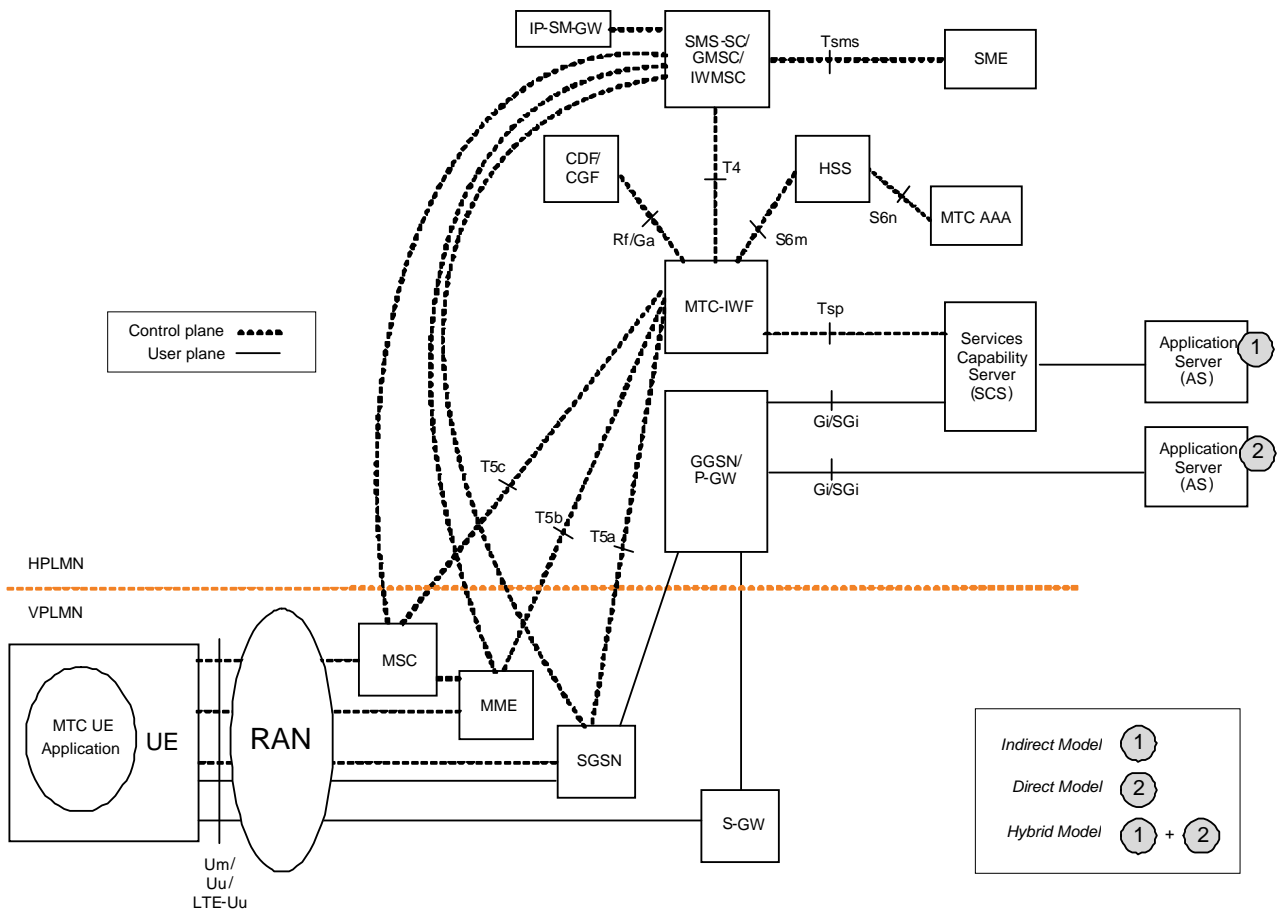 IP-SM-GW
SMS-SC/
GMSC/
IWMSC
Tsms
SME
CDF/
CGF
T4
HSS
S6n
MTC AAA
Rf/Ga
S6m
MTC-IWF
Tsp
Services
Capability
Server
(SCS)
Application
Server
(AS)
1
Control plane
User plane
Gi/SGi
GGSN/
P-GW
Gi/SGi
Application
Server
(AS)
2
T5c
T5b
T5a
HPLMN
VPLMN
MSC
MME
SGSN
S-GW
MTC UE
Application
UE
RAN
Um/
Uu/
LTE-Uu
Indirect Model 1
Direct Model 2
Hybrid Model 1 + 2